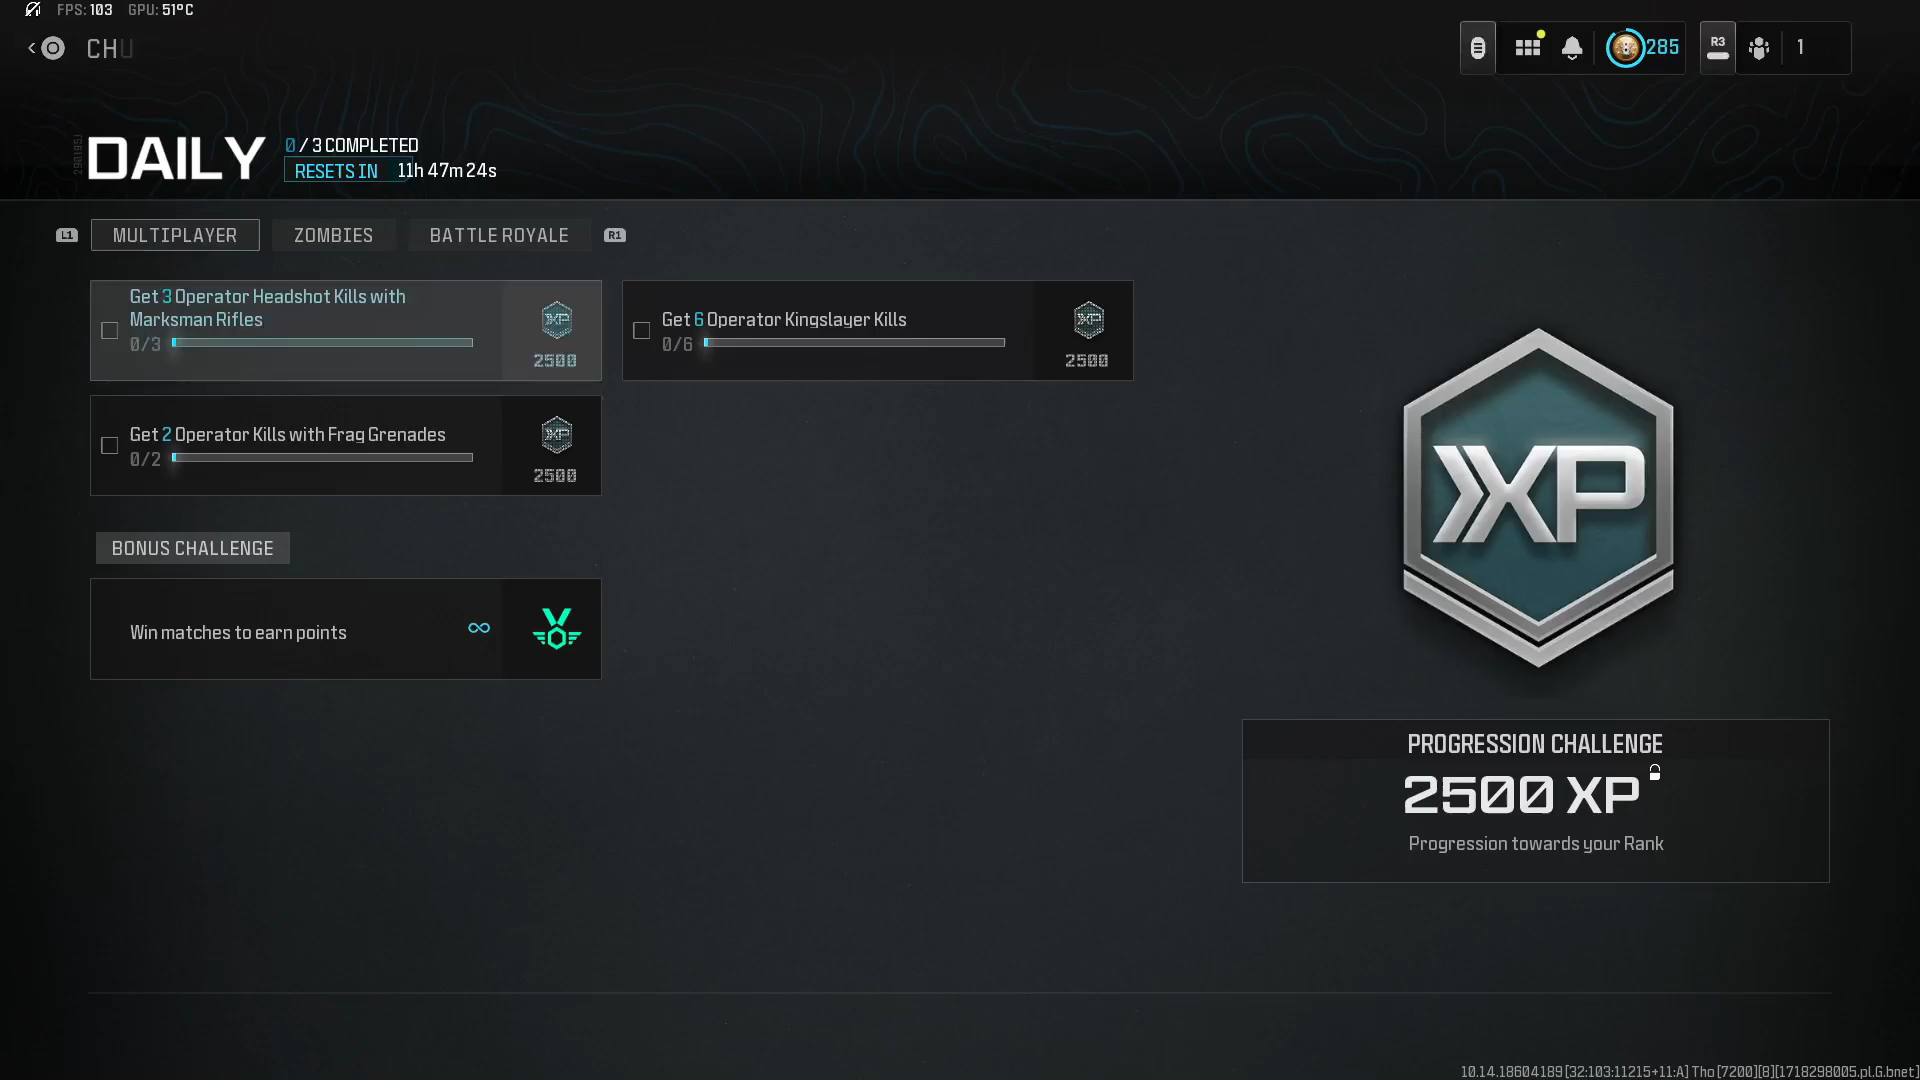 FPS: 103 GPU: 51°C
CHU
285
R3
1
DAILY
0 / 3 COMPLETED
RESETS IN 11h 47m 24s
L1 MULTIPLAYER ZOMBIES BATTLE ROYALE R1
Get 3 Operator Headshot Kills with
Marksman Rifles
0/3
XP
2500
Get 6 Operator Kingslayer Kills
0/6
XP
2500
Get 2 Operator Kills with Frag Grenades
0/2
XP
2500
BONUS CHALLENGE
Win matches to earn points
XP
PROGRESSION CHALLENGE
2500 XP
Progression towards your Rank
10.14.18604189 [32:103:11215+11:A] Tho [7200][8][1718298005.pl.G.bnet]